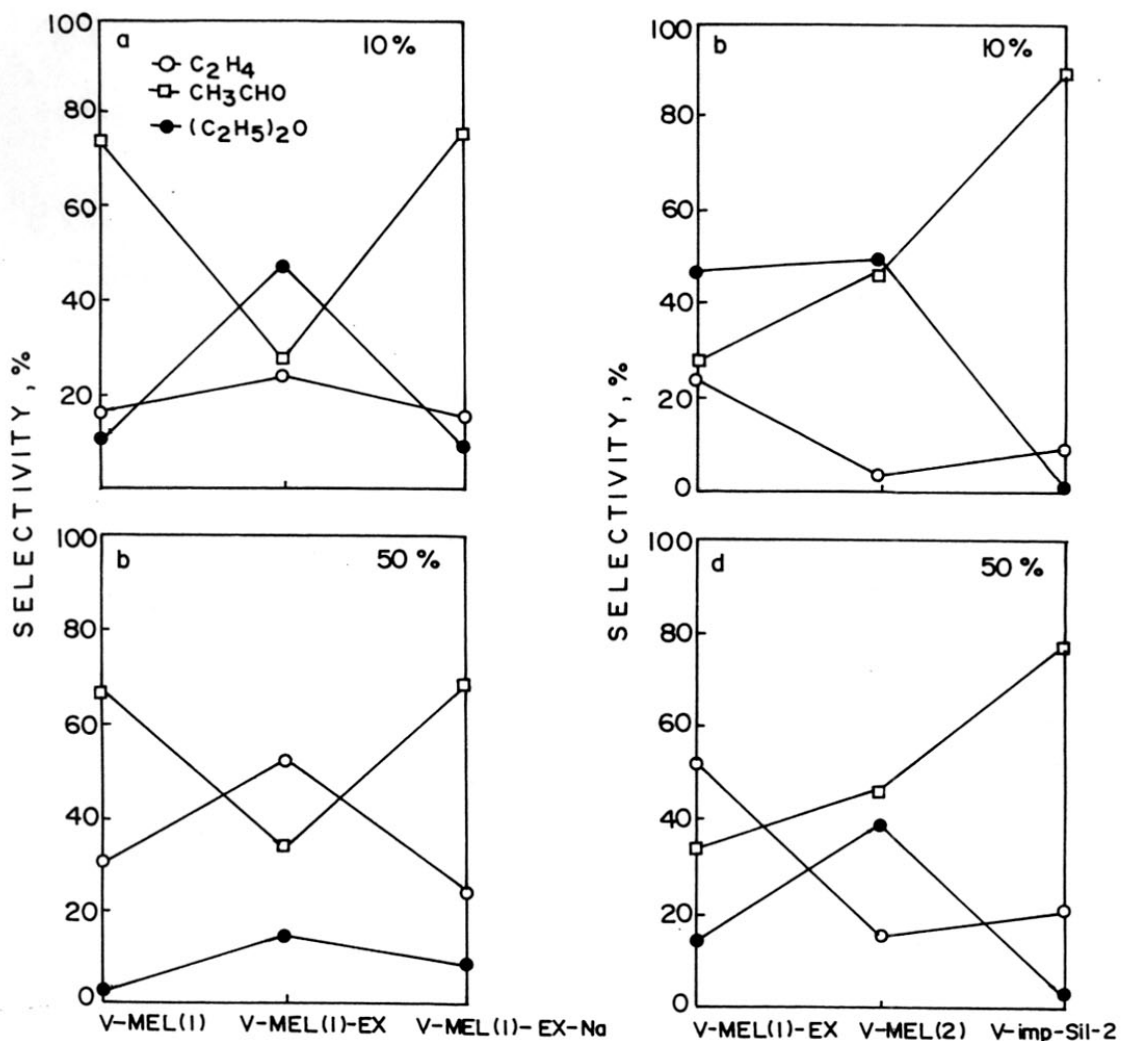 100
a
10%
C2H4
CH3CHO
(C2H5)2O
80
60
40
20
SELECTIVITY, %
100
b
10%
80
60
40
20
0
SELECTIVITY, %
100
b
50%
80
60
40
20
0
V-MEL(1) V-MEL(1)-EX V-MEL(1)-EX-Na
100
d
50%
80
60
40
20
0
V-MEL(1)-EX V-MEL(2) V-imp-Sil-2